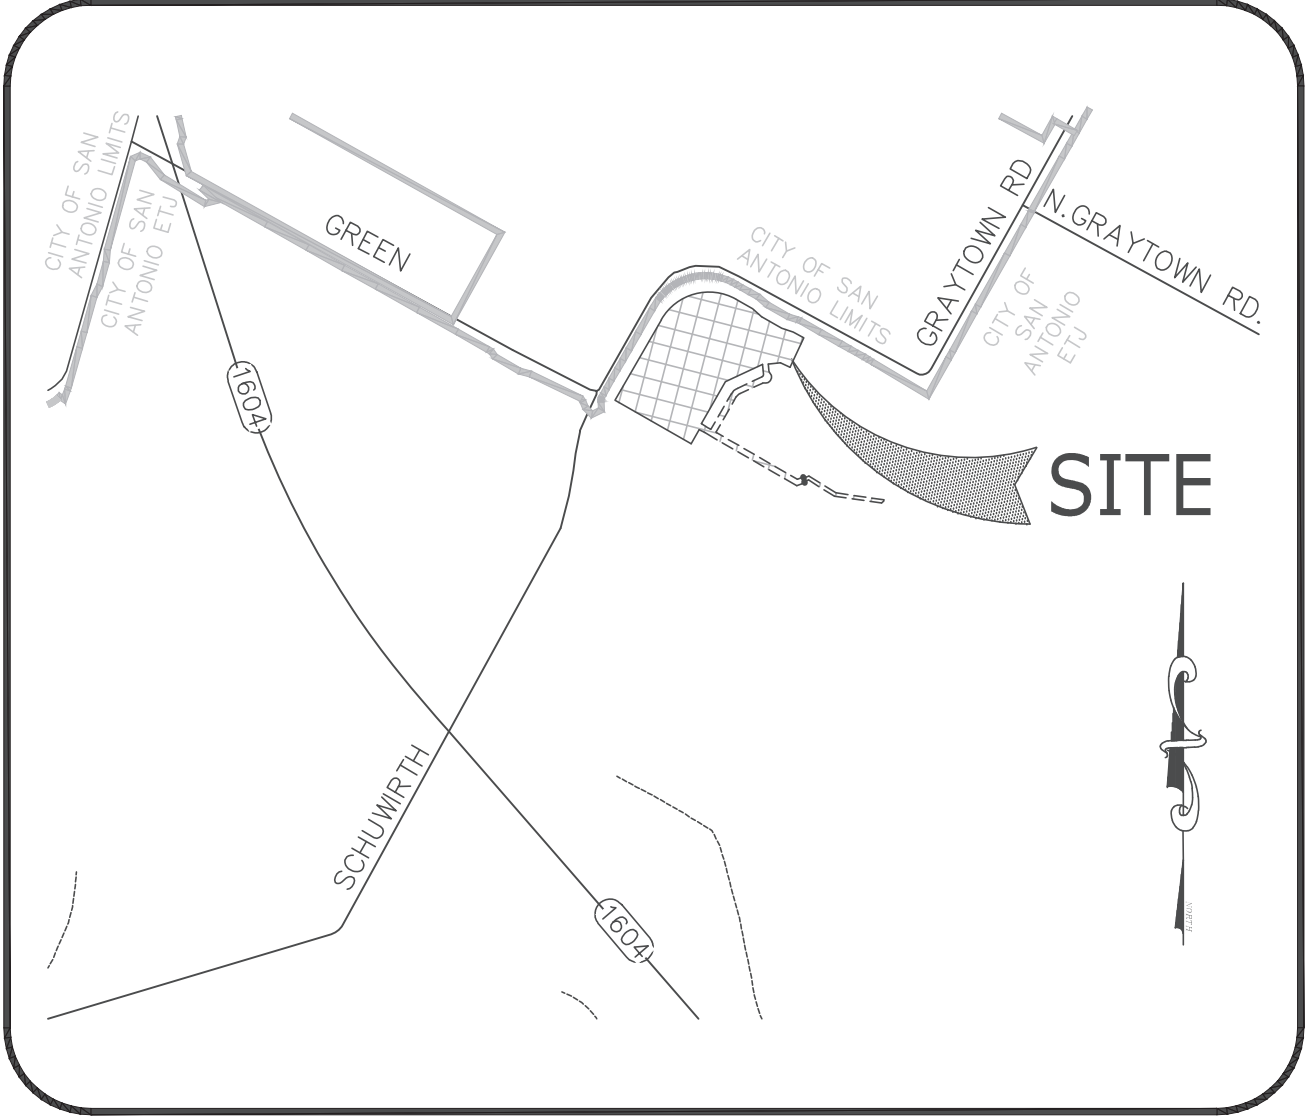 CITY OF SAN
ANTONIO LIMITS
CITY OF SAN
ANTONIO ETJ
GREEN
CITY OF SAN
ANTONIO LIMITS
GRAYTOWN RD
N. GRAYTOWN RD.
CITY OF
SAN
ANTONIO
ETJ
1604
SITE
SCHUWIRTH
1604
NORTH